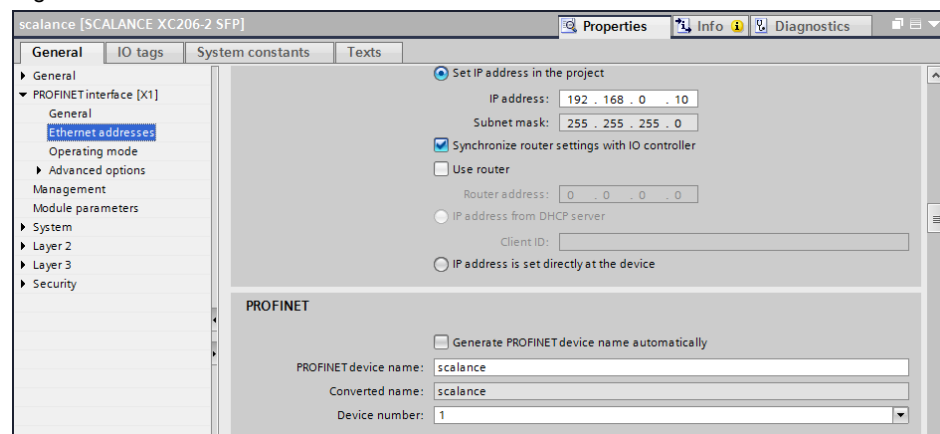 scalance [SCALANCE XC206-2 SFP]
Properties Info Diagnostics
General IO tags System constants Texts
General
PROFINET interface [X1]
General
Ethernet addresses
Operating mode
Advanced options
Management
Module parameters
System
Layer 2
Layer 3
Security
Set IP address in the project
IP address: 192 . 168 . 0 . 10
Subnet mask: 255 . 255 . 255 . 0
Synchronize router settings with IO controller
Use router
Router address: 0 . 0 . 0 . 0
IP address from DHCP server
Client ID:
IP address is set directly at the device
PROFINET
Generate PROFINET device name automatically
PROFINET device name: scalance
Converted name: scalance
Device number: 1